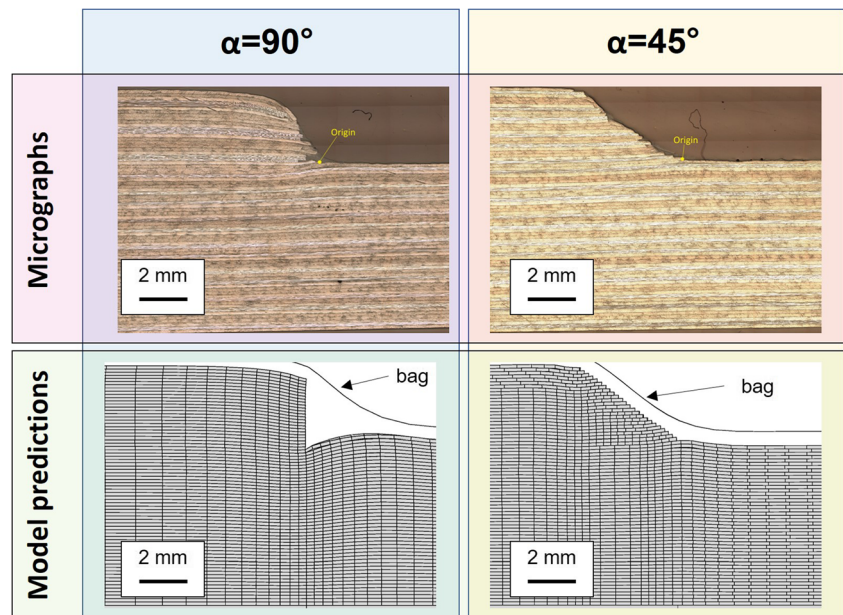 α=90°
α=45°
Micrographs
Origin
2 mm
Origin
2 mm
Model predictions
bag
2 mm
bag
2 mm